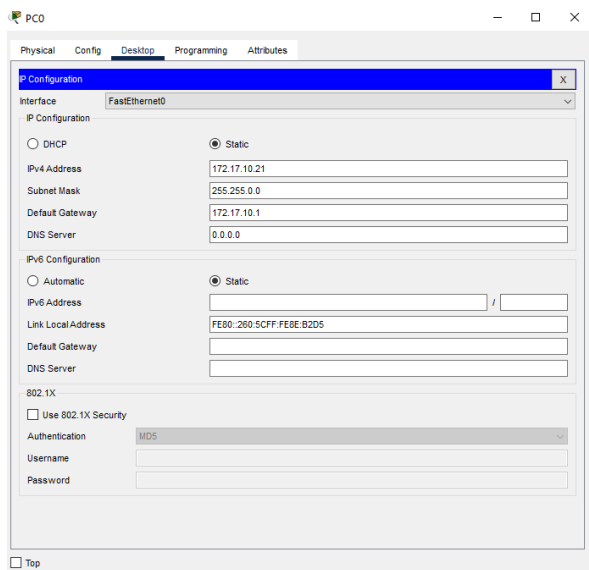 PC0
Physical Config Desktop Programming Attributes
IP Configuration X
Interface FastEthernet0
IP Configuration
DHCP Static
IPv4 Address 172.17.10.21
Subnet Mask 255.255.0.0
Default Gateway 172.17.10.1
DNS Server 0.0.0.0
IPv6 Configuration
Automatic Static
IPv6 Address /
Link Local Address FE80::260:5CFF:FE8E:B2D5
Default Gateway
DNS Server
802.1X
Use 802.1X Security
Authentication MD5
Username
Password
Top